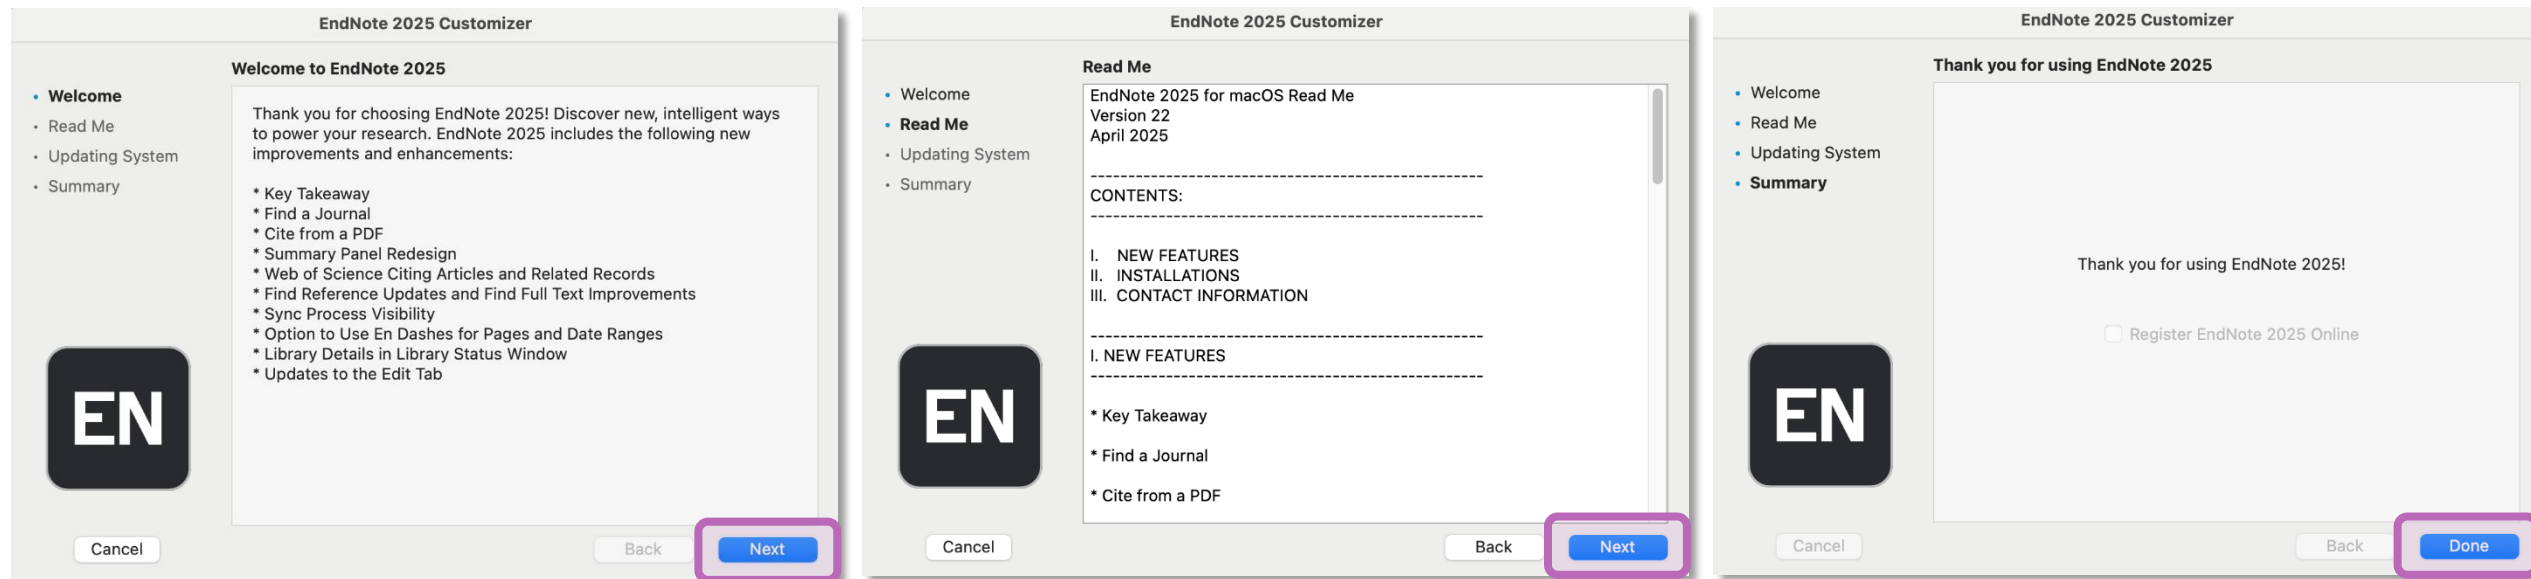 EndNote 2025 Customizer
Welcome to EndNote 2025
• Welcome
• Read Me
• Updating System
• Summary
Thank you for choosing EndNote 2025! Discover new, intelligent ways
to power your research. EndNote 2025 includes the following new
improvements and enhancements:
* Key Takeaway
* Find a Journal
* Cite from a PDF
* Summary Panel Redesign
* Web of Science Citing Articles and Related Records
* Find Reference Updates and Find Full Text Improvements
* Sync Process Visibility
* Option to Use En Dashes for Pages and Date Ranges
* Library Details in Library Status Window
* Updates to the Edit Tab
EN
Cancel
Back
Next
EndNote 2025 Customizer
Read Me
• Welcome
• Read Me
• Updating System
• Summary
EndNote 2025 for macOS Read Me
Version 22
April 2025
----------------------------------------------------
CONTENTS:
----------------------------------------------------
I. NEW FEATURES
II. INSTALLATIONS
III. CONTACT INFORMATION
----------------------------------------------------
I. NEW FEATURES
----------------------------------------------------
* Key Takeaway
* Find a Journal
* Cite from a PDF
EN
Cancel
Back
Next
EndNote 2025 Customizer
Thank you for using EndNote 2025
• Welcome
• Read Me
• Updating System
• Summary
Thank you for using EndNote 2025!
Register EndNote 2025 Online
EN
Cancel
Back
Done